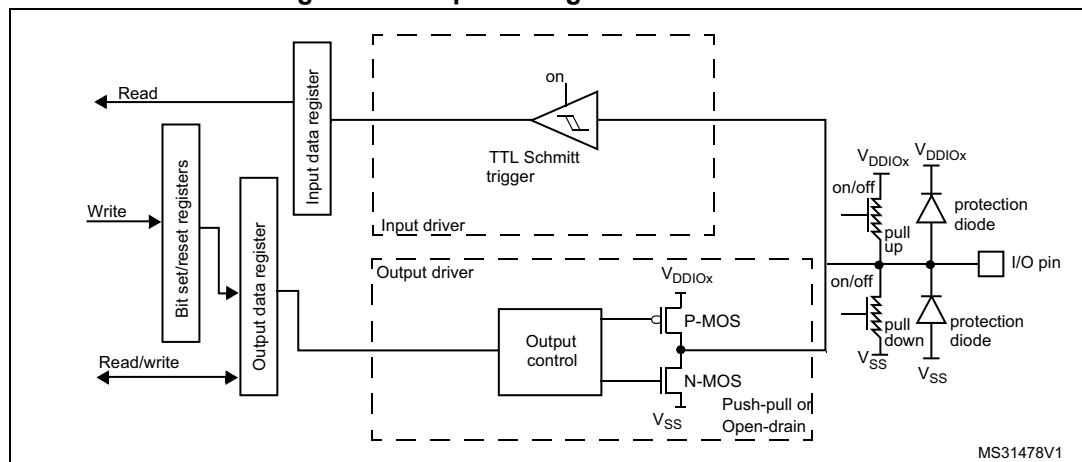 on
Read
Input data register
TTL Schmitt
trigger
Input driver
Write
Bit set/reset registers
Output data register
Read/write
Output driver
VDDIOx
P-MOS
Output
control
N-MOS
VSS
Push-pull or
Open-drain
VDDIOx
on/off
pull
up
VDDIOx
protection
diode
I/O pin
on/off
pull
down
VSS
protection
diode
VSS
MS31478V1